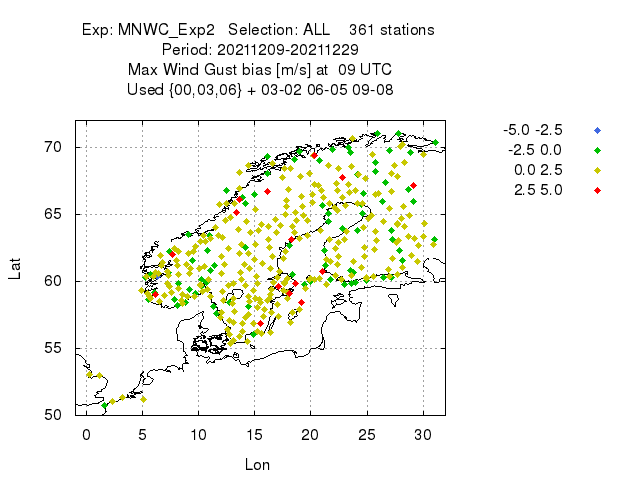 Exp: MNWC_Exp2 Selection: ALL 361 stations
Period: 20211209-20211229
Max Wind Gust bias [m/s] at 09 UTC
Used {00,03,06} + 03-02 06-05 09-08
-5.0 -2.5
-2.5 0.0
0.0 2.5
2.5 5.0
70
65
60
55
50
Lat
0 5 10 15 20 25 30
Lon